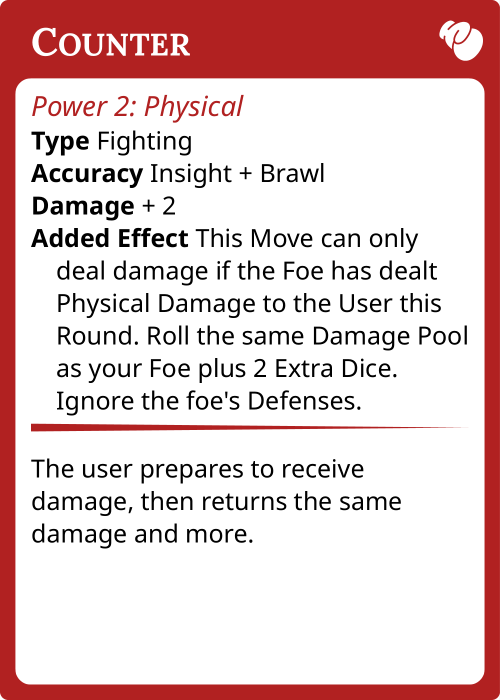 COUNTER
Power 2: Physical
Type Fighting
Accuracy Insight + Brawl
Damage + 2
Added Effect This Move can only
deal damage if the Foe has dealt
Physical Damage to the User this
Round. Roll the same Damage Pool
as your Foe plus 2 Extra Dice.
Ignore the foe's Defenses.
The user prepares to receive
damage, then returns the same
damage and more.